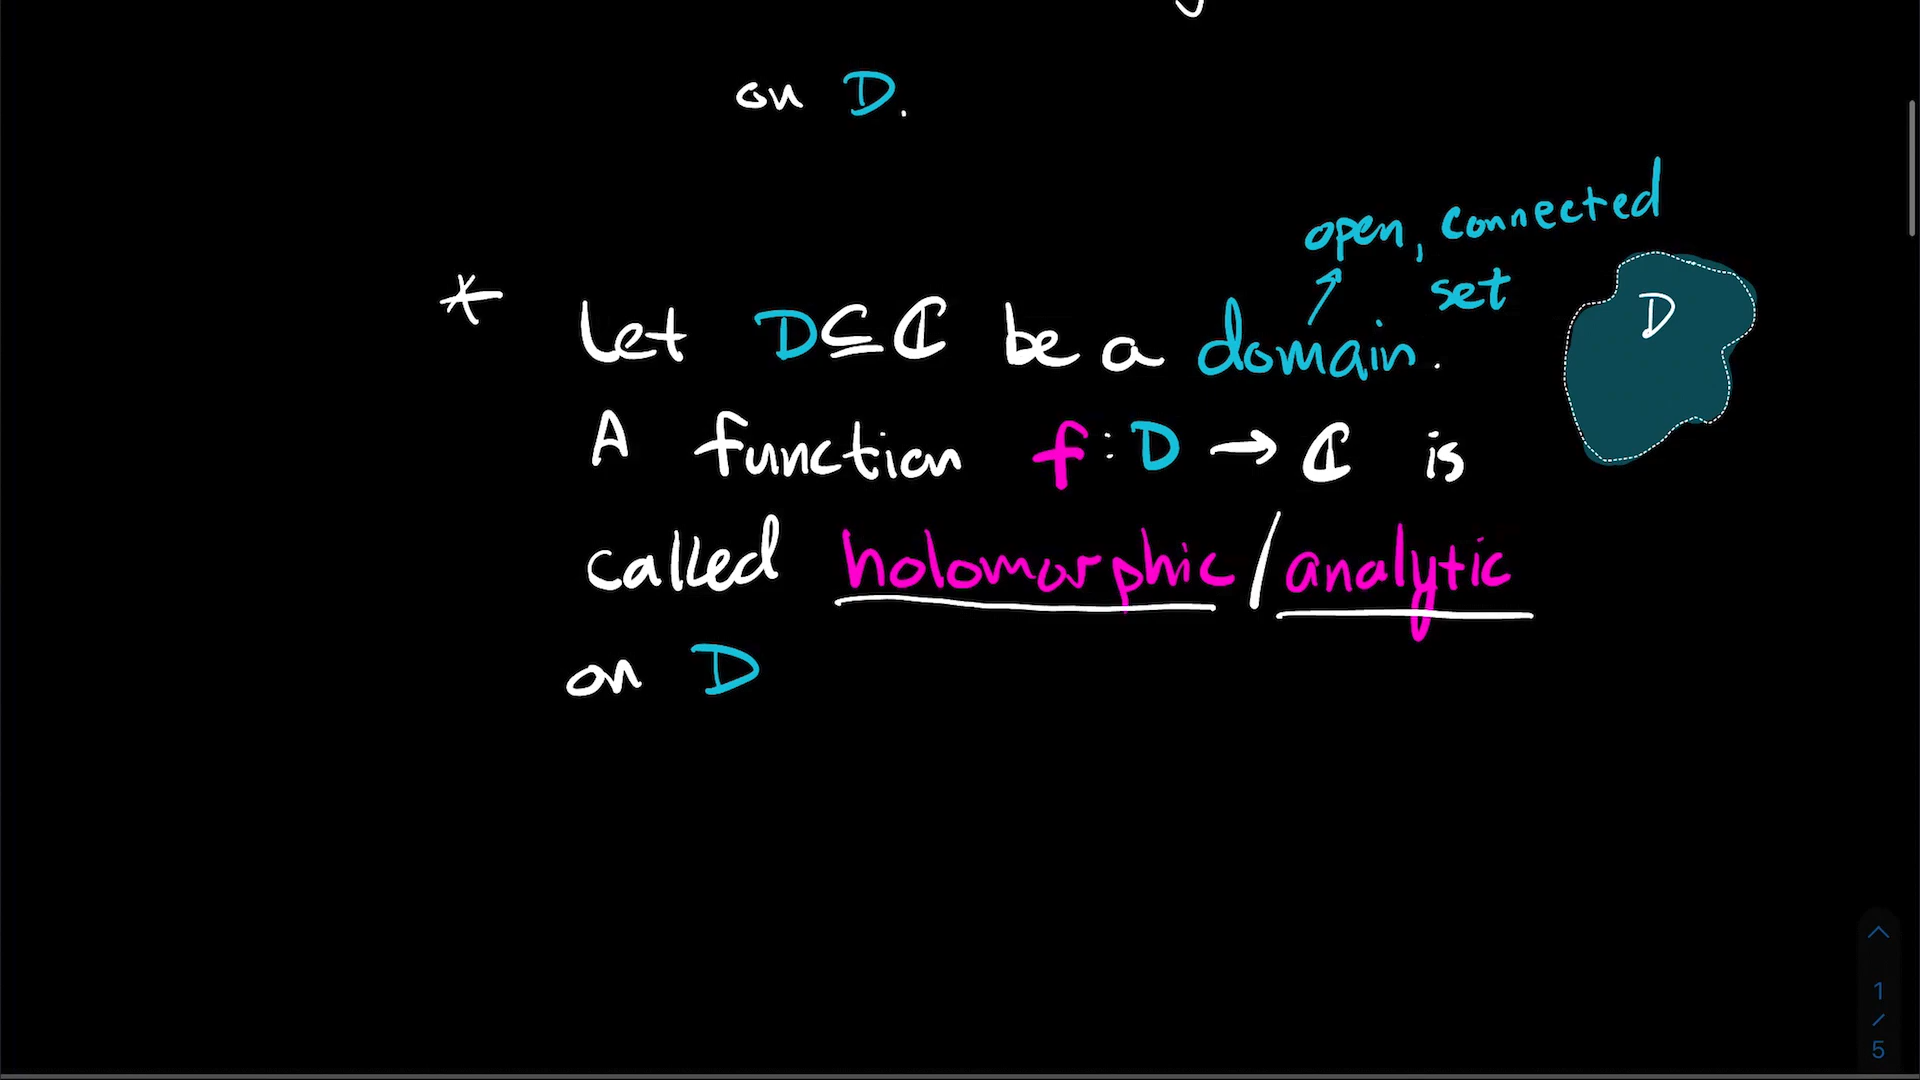 on D.
open, connected
set
D
* Let D ⊆ ℂ be a domain.
A function f : D → ℂ is
called holomorphic / analytic
on D
1
/
5